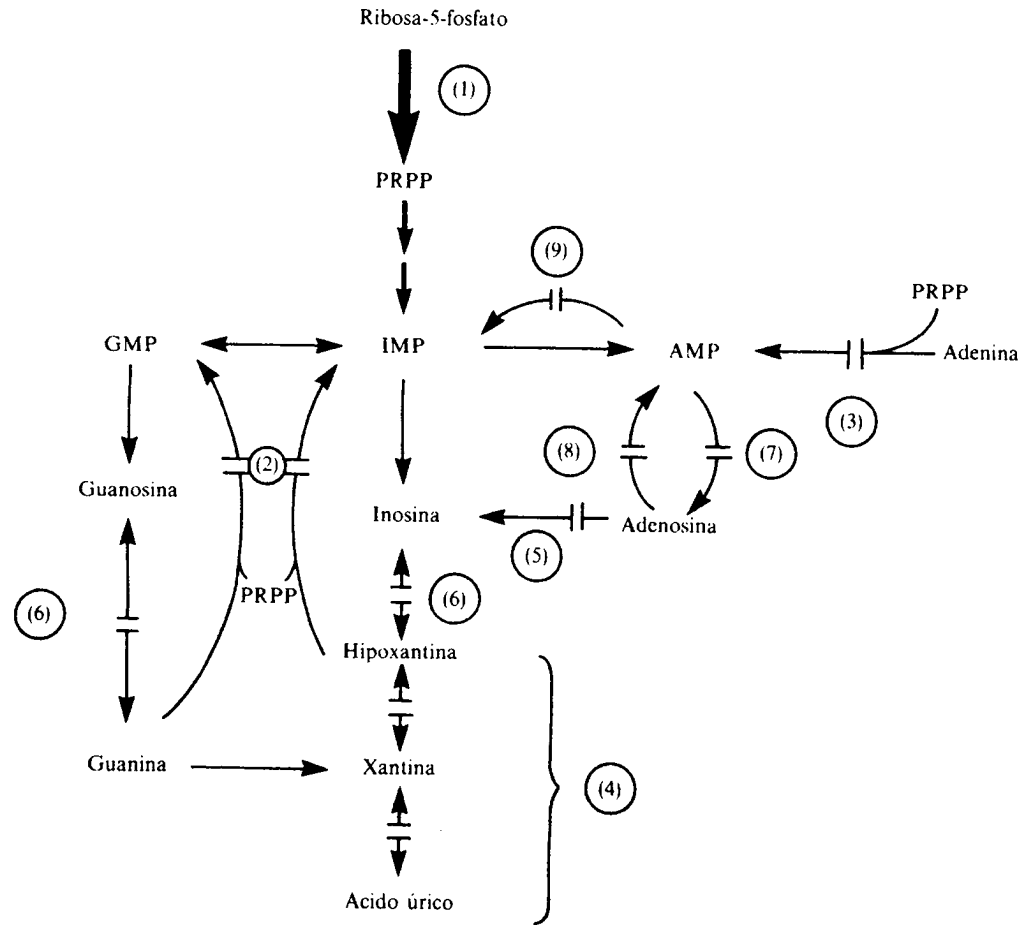 Ribosa-5-fosfato
(1)
PRPP
(9)
PRPP
GMP
IMP
AMP
Adenina
(3)
(2)
(8)
(7)
Guanosina
Inosina
Adenosina
(5)
PRPP
(6)
(6)
Hipoxantina
Guanina
Xantina
(4)
Acido úrico